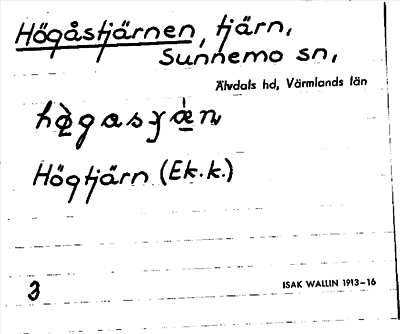 Högåstjärnen, tjärn,
Sunnemo sn,
Älvdals hd, Värmlands län
Högtjärn (Ek.k.)
3
ISAK WALLIN 1913–16